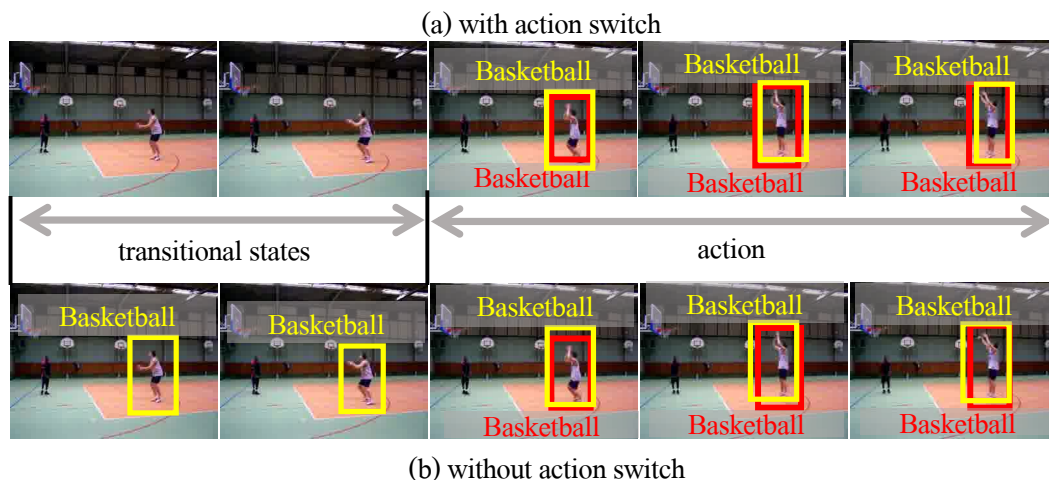 (a) with action switch
Basketball Basketball Basketball
Basketball Basketball Basketball
transitional states action
Basketball Basketball Basketball Basketball Basketball
Basketball Basketball Basketball
(b) without action switch